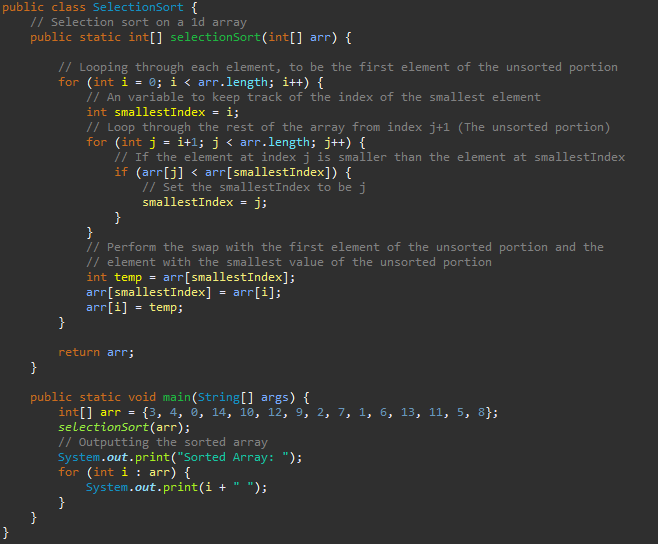 public class SelectionSort {
    // Selection sort on a 1d array
    public static int[] selectionSort(int[] arr) {

        // Looping through each element, to be the first element of the unsorted portion
        for (int i = 0; i < arr.length; i++) {
            // An variable to keep track of the index of the smallest element
            int smallestIndex = i;
            // Loop through the rest of the array from index j+1 (The unsorted portion)
            for (int j = i+1; j < arr.length; j++) {
                // If the element at index j is smaller than the element at smallestIndex
                if (arr[j] < arr[smallestIndex]) {
                    // Set the smallestIndex to be j
                    smallestIndex = j;
                }
            }
            // Perform the swap with the first element of the unsorted portion and the
            // element with the smallest value of the unsorted portion
            int temp = arr[smallestIndex];
            arr[smallestIndex] = arr[i];
            arr[i] = temp;
        }

        return arr;
    }

    public static void main(String[] args) {
        int[] arr = {3, 4, 0, 14, 10, 12, 9, 2, 7, 1, 6, 13, 11, 5, 8};
        selectionSort(arr);
        // Outputting the sorted array
        System.out.print("Sorted Array: ");
        for (int i : arr) {
            System.out.print(i + " ");
        }
    }
}